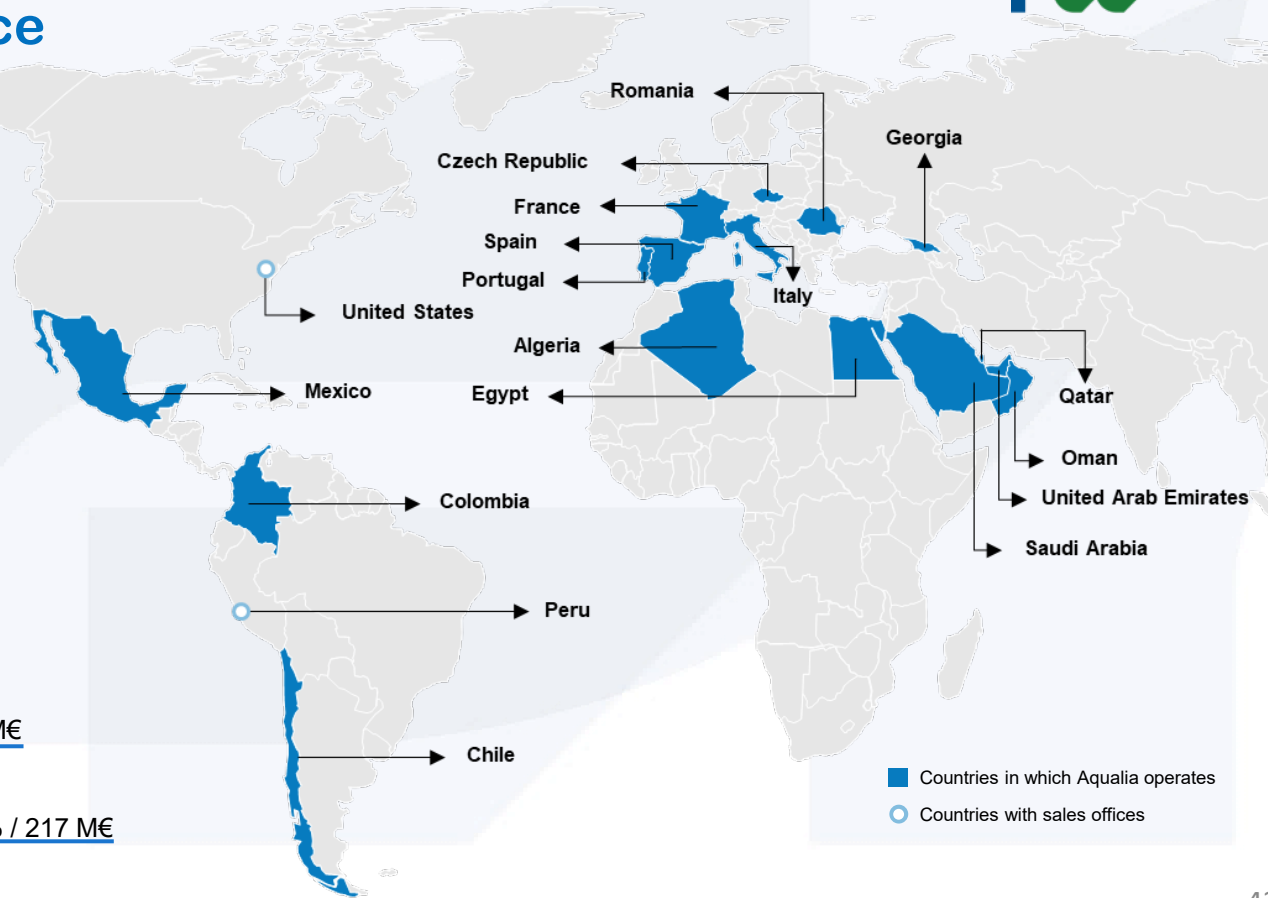 ce
Romania
Georgia
Czech Republic
France
Spain
Portugal
Italy
United States
Algeria
Mexico
Egypt
Qatar
Oman
Colombia
United Arab Emirates
Saudi Arabia
Peru
M€
Chile
Countries in which Aqualia operates
/ 217 M€
Countries with sales offices